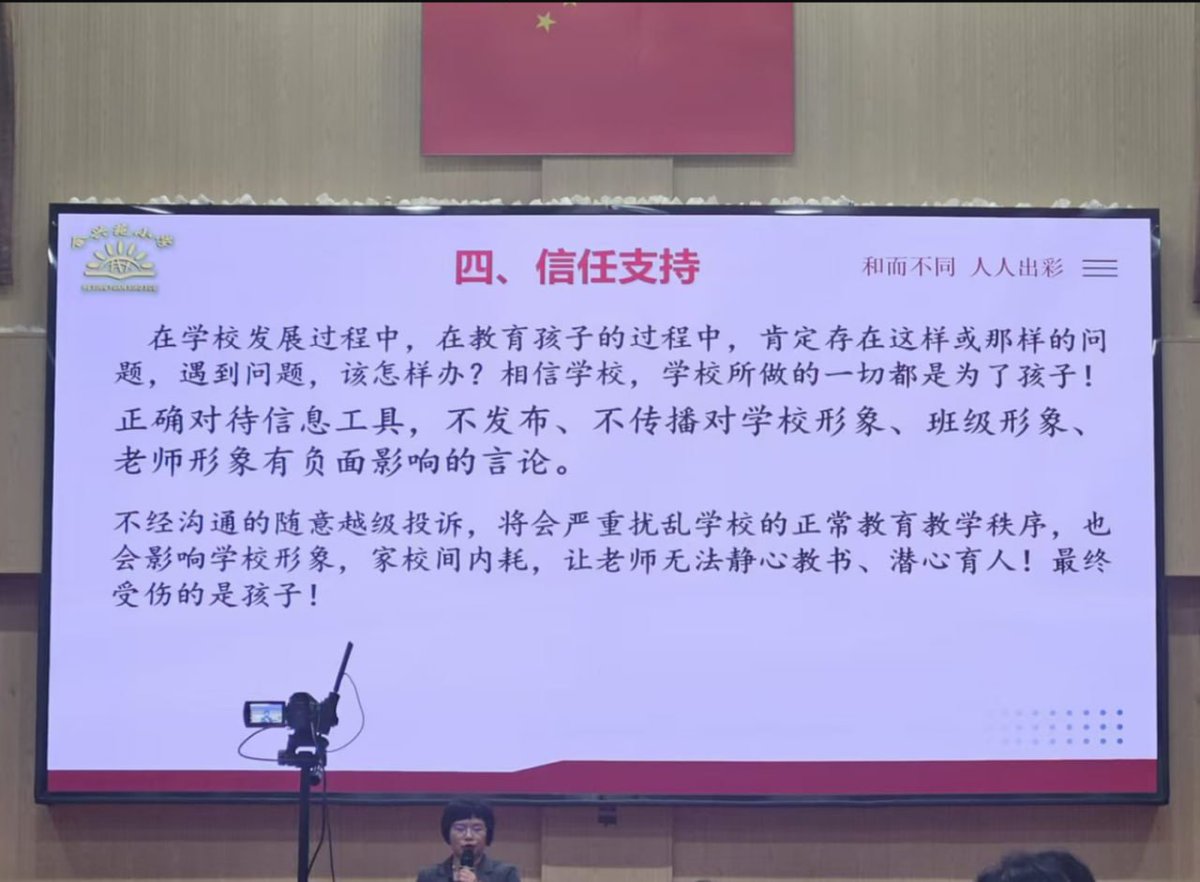 四、信任支持
和而不同 人人出彩
在学校发展过程中，在教育孩子的过程中，肯定存在这样或那样的问
题，遇到问题，该怎样办？相信学校，学校所做的一切都是为了孩子！
正确对待信息工具，不发布、不传播对学校形象、班级形象、
老师形象有负面影响的言论。
不经沟通的随意越级投诉，将会严重扰乱学校的正常教育教学秩序，也
会影响学校形象，家校间内耗，让老师无法静心教书、潜心育人！最终
受伤的是孩子！